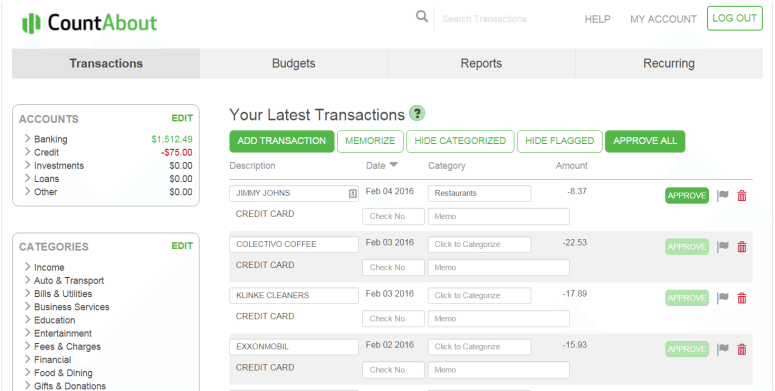 CountAbout
Search Transactions
HELP MY ACCOUNT LOG OUT
Transactions Budgets Reports Recurring
ACCOUNTS EDIT
Banking $1,512.49
Credit -$75.00
Investments $0.00
Loans $0.00
Other $0.00
CATEGORIES EDIT
Income
Auto & Transport
Bills & Utilities
Business Services
Education
Entertainment
Fees & Charges
Financial
Food & Dining
Gifts & Donations
Your Latest Transactions ?
ADD TRANSACTION MEMORIZE HIDE CATEGORIZED HIDE FLAGGED APPROVE ALL
Description Date Category Amount
JIMMY JOHNS Feb 04 2016 Restaurants -8.37 APPROVE
CREDIT CARD Check No. Memo
COLECTIVO COFFEE Feb 03 2016 Click to Categorize -22.53 APPROVE
CREDIT CARD Check No. Memo
KLINKE CLEANERS Feb 03 2016 Click to Categorize -17.89 APPROVE
CREDIT CARD Check No. Memo
EXXONMOBIL Feb 02 2016 Click to Categorize -15.93 APPROVE
CREDIT CARD Check No. Memo